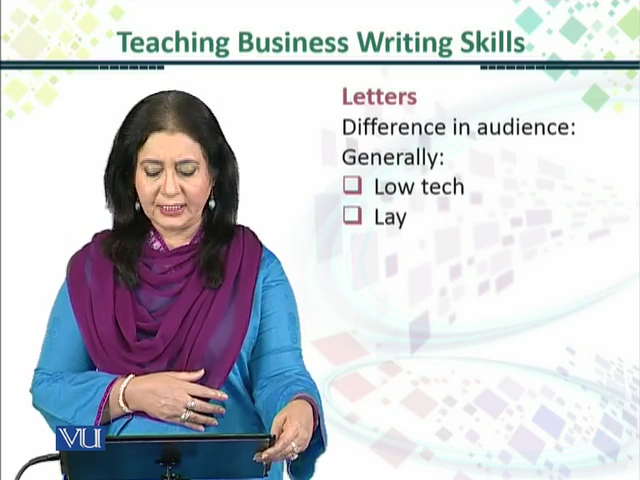 Teaching Business Writing Skills
Letters
Difference in audience:
Generally:
Low tech
Lay
VU